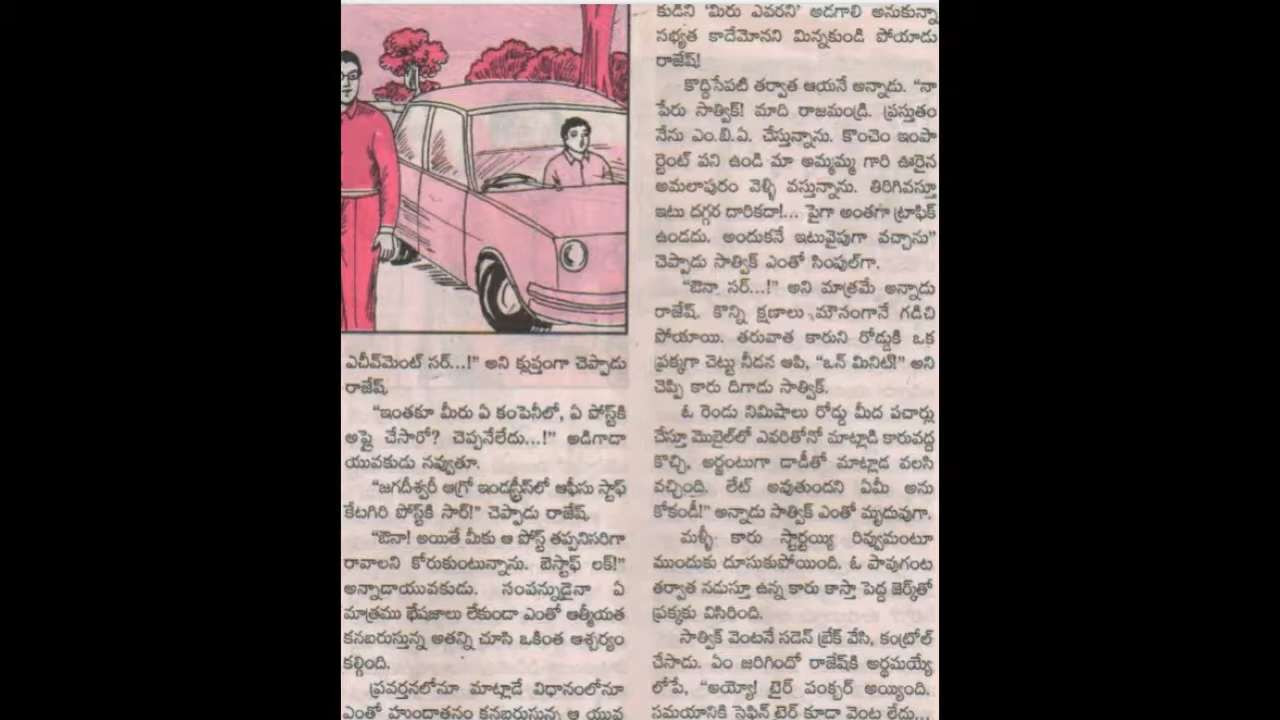 ఎచీవ్‌మెంట్ సర్...!” అని క్లుప్తంగా చెప్పాడు
రాజేష్.
“ఇంతకూ మీరు ఏ కంపెనీలో, ఏ పోస్ట్‌కి
అప్లై చేసారో? చెప్పనేలేదు...!” అడిగాడా
యువకుడు నవ్వుతూ.
“జగదీశ్వరీ ఆగ్రో ఇండస్ట్రీస్‌లో ఆఫీసు స్టాఫ్
కేటగిరి పోస్ట్‌కి సార్!” చెప్పాడు రాజేష్.
“ఔనా! అయితే మీకు ఆ పోస్ట్ తప్పనిసరిగా
రావాలని కోరుకుంటున్నాను. బెస్టాఫ్ లక్!”
అన్నాడాయువకుడు. సంపన్నుడైనా ఏ
మాత్రము భేషజాలు లేకుండా ఎంతో ఆత్మీయత
కనబరుస్తున్న అతన్ని చూసి ఒకింత ఆశ్చర్యం
కల్గింది.
ప్రవర్తనలోనూ మాట్లాడే విధానంలోనూ
ఎంతో హుందాతనం కనబరుస్తున్న ఆ యువ
కుడిని ‘మీరు ఎవరని’ అడగాలి అనుకున్నా
సభ్యత కాదేమోనని మిన్నకుండి పోయాడు
రాజేష్!
కొద్దిసేపటి తర్వాత ఆయనే అన్నాడు. “నా
పేరు సాత్విక్! మాది రాజమండ్రి. ప్రస్తుతం
నేను ఎం.బి.ఏ. చేస్తున్నాను. కొంచెం ఇంపా
ర్టెంట్ పని ఉండి మా అమ్మమ్మ గారి ఊరైన
అమలాపురం వెళ్ళి వస్తున్నాను. తిరిగివస్తూ
ఇటు దగ్గర దారికదా!... పైగా అంతగా ట్రాఫిక్
ఉండదు. అందుకనే ఇటువైపుగా వచ్చాను”
చెప్పాడు సాత్విక్ ఎంతో సింపుల్‌గా.
“ఔనా సర్...!” అని మాత్రమే అన్నాడు
రాజేష్. కొన్ని క్షణాలు మౌనంగానే గడిచి
పోయాయి. తరువాత కారుని రోడ్డుకి ఒక
ప్రక్కగా చెట్టు నీడన ఆపి, “ఒన్ మినిట్!” అని
చెప్పి కారు దిగాడు సాత్విక్.
ఓ రెండు నిమిషాలు రోడ్డు మీద పచార్లు
చేస్తూ మొబైల్‌లో ఎవరితోనో మాట్లాడి కారువద్ద
కొచ్చి, అర్జంటుగా డాడీతో మాట్లాడ వలసి
వచ్చింది. లేట్ అవుతుందని ఏమీ అను
కోకండీ!” అన్నాడు సాత్విక్ ఎంతో మృదువుగా.
మళ్ళీ కారు స్టార్టయ్యి రివ్వుమంటూ
ముందుకు దూసుకుపోయింది. ఓ పావుగంట
తర్వాత నడుస్తూ ఉన్న కారు కాస్తా పెద్ద జెర్క్‌తో
ప్రక్కకు విసిరింది.
సాత్విక్ వెంటనే సడెన్ బ్రేక్ వేసి, కంట్రోల్
చేసాడు. ఏం జరిగిందో రాజేష్‌కి అర్థమయ్యే
లోపే, “అయ్యో! టైర్ పంక్చర్ అయ్యింది.
సమయానికి స్టెఫిన్ టైర్ కూడా వెంట లేదు...